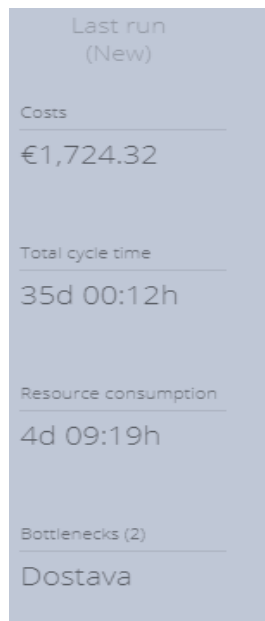 Last run
(New)
Costs
€1,724.32
Total cycle time
35d 00:12h
Resource consumption
4d 09:19h
Bottlenecks (2)
Dostava